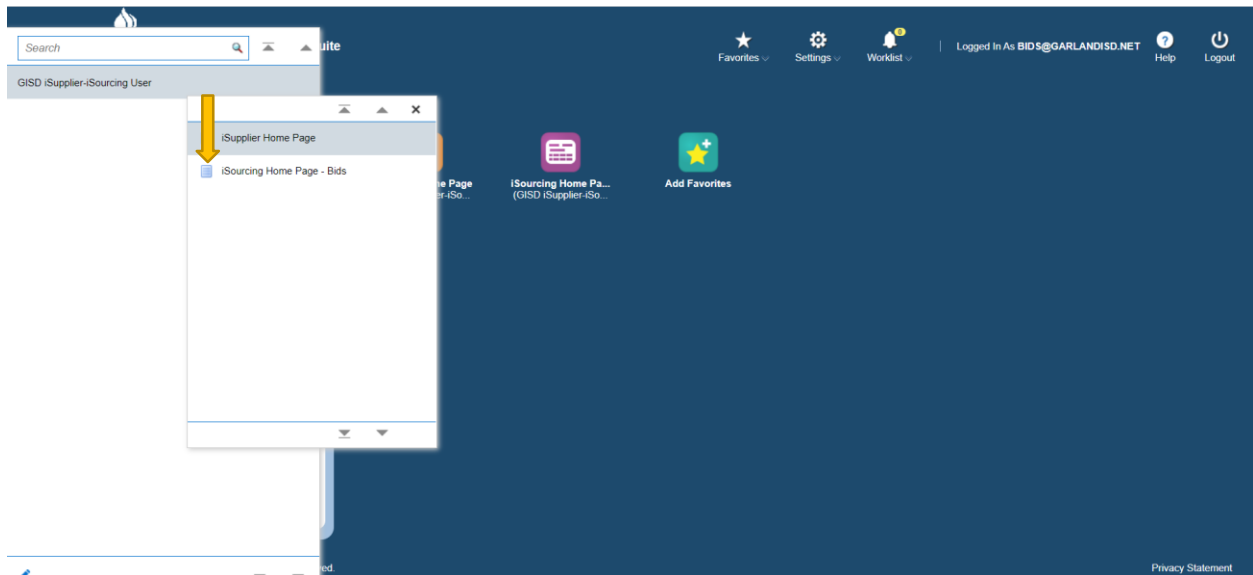 Search
uite
Favorites
Settings
0
Worklist
Logged In As BIDS@GARLANDISD.NET
?
Help
Logout
GISD iSupplier-iSourcing User
iSupplier Home Page
iSourcing Home Page - Bids
e Page
er-iSo...
iSourcing Home Pa...
(GISD iSupplier-iSo...
Add Favorites
ed.
Privacy Statement